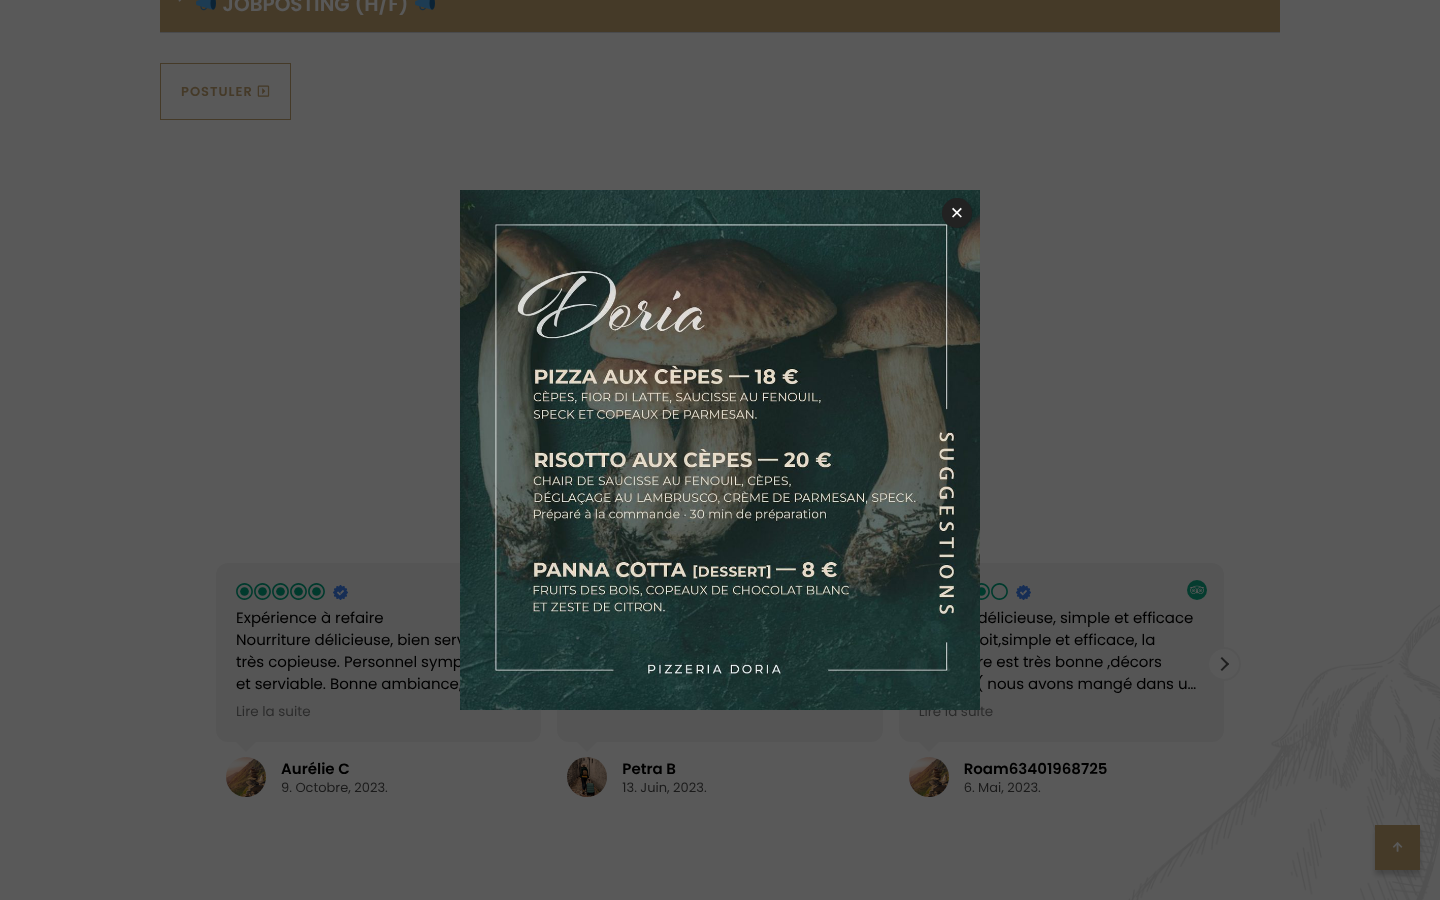 JOBPOSTING (H/F)
POSTULER
Doria
PIZZA AUX CÈPES — 18 €
CÈPES, FIOR DI LATTE, SAUCISSE AU FENOUIL,
SPECK ET COPEAUX DE PARMESAN.
RISOTTO AUX CÈPES — 20 €
CHAIR DE SAUCISSE AU FENOUIL, CÈPES,
DÉGLAÇAGE AU LAMBRUSCO, CRÈME DE PARMESAN, SPECK.
Préparé à la commande · 30 min de préparation
PANNA COTTA [DESSERT] — 8 €
FRUITS DES BOIS, COPEAUX DE CHOCOLAT BLANC
ET ZESTE DE CITRON.
SUGGESTIONS
PIZZERIA DORIA
Expérience à refaire
Nourriture délicieuse, bien
très copieuse. Personnel
et serviable. Bonne ambiance,
Lire la suite
Aurélie C
9. Octobre, 2023.
Petra B
13. Juin, 2023.
délicieuse, simple et efficace
simple et efficace, la
est très bonne ,décors
nous avons mangé dans u...
Lire la suite
Roam63401968725
6. Mai, 2023.